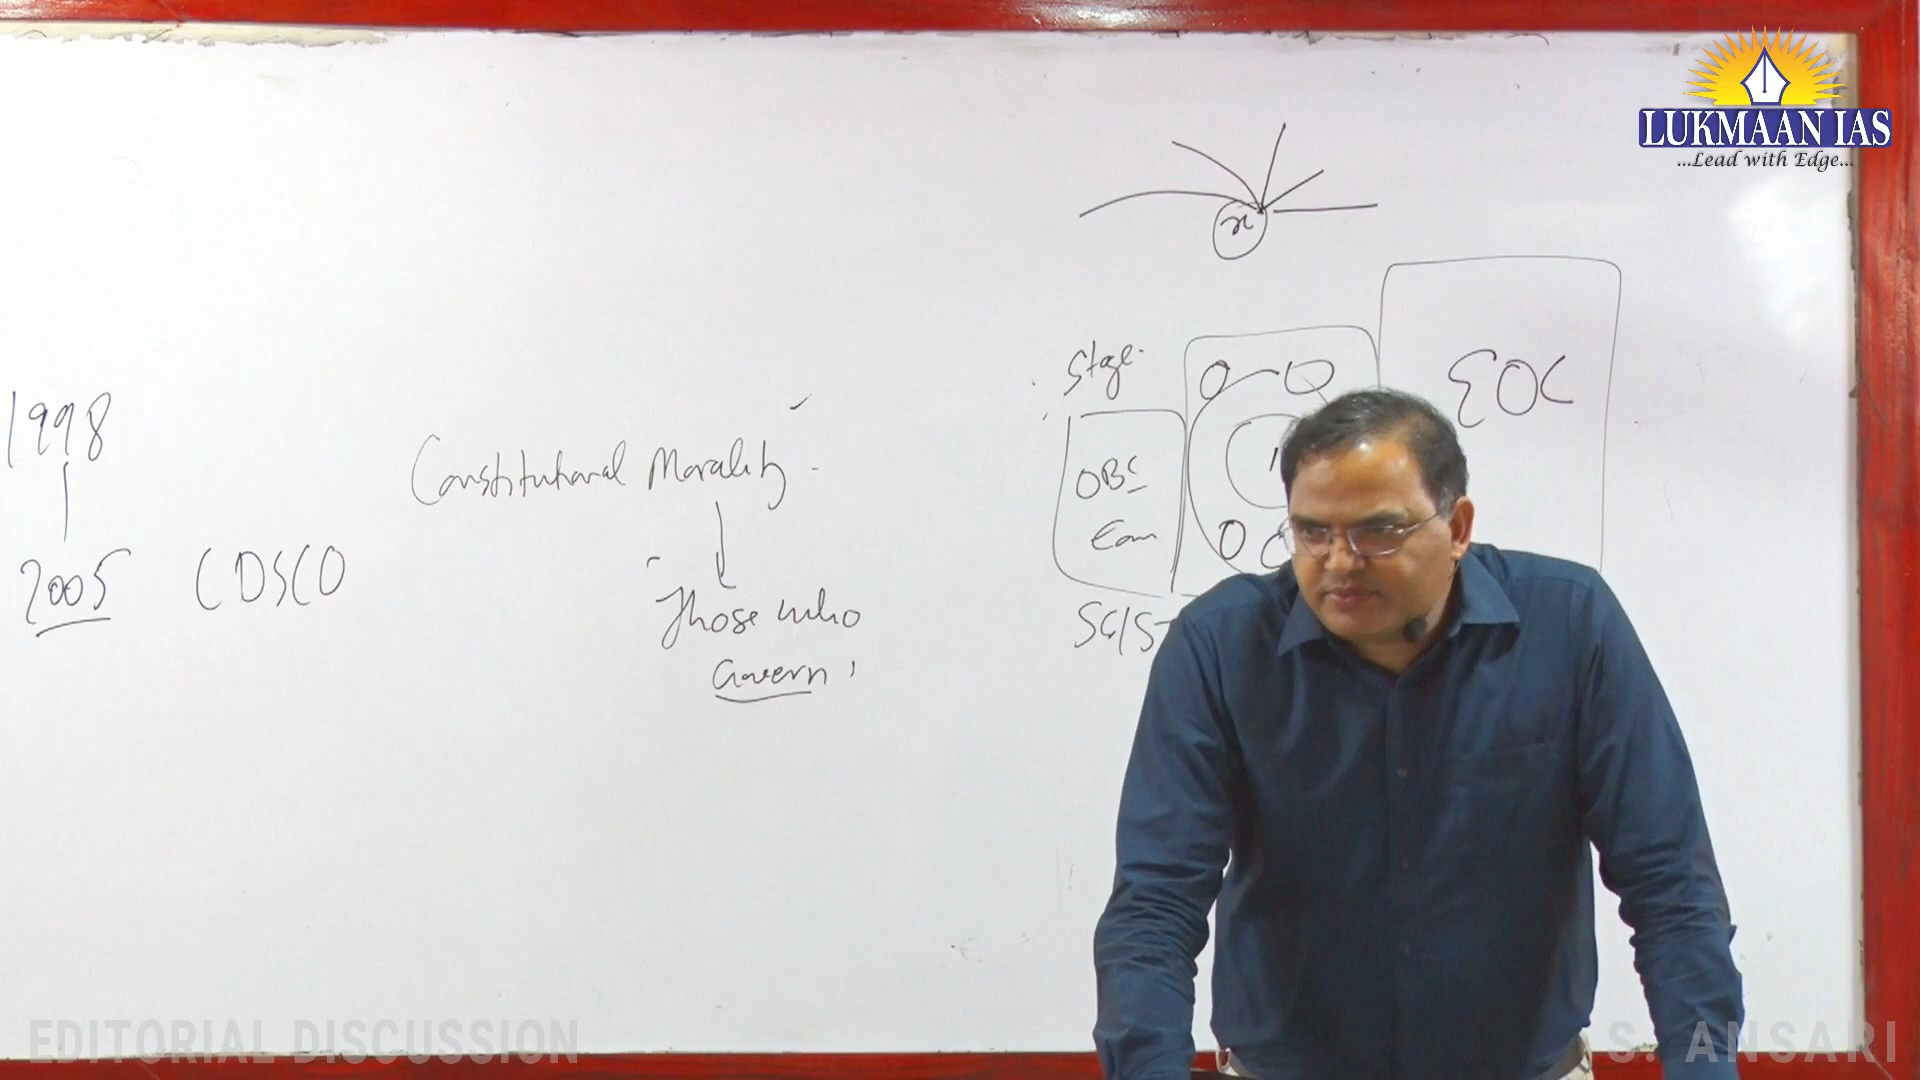 LUKMAAN IAS
...Lead with Edge...
x
Stage.
EOC
1998
Constitutional Morality -
OBC
Eam
2005 CDSCO
Those who
Govern,
SC/ST
EDITORIAL DISCUSSION
S. ANSARI